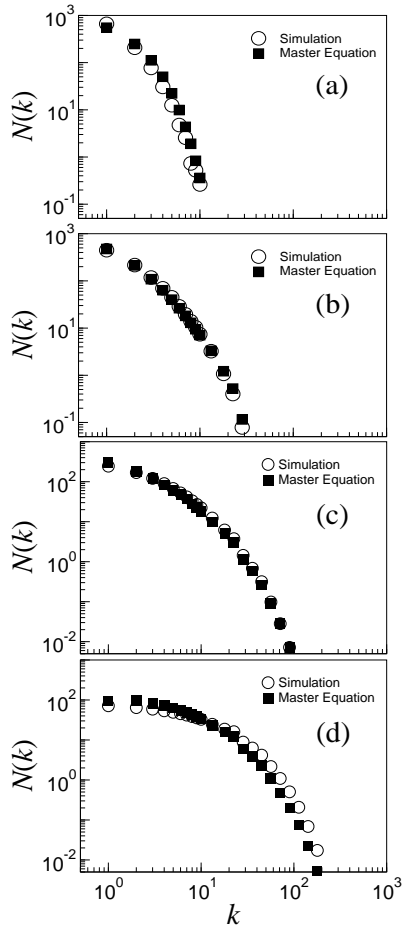 10^3
Simulation
Master Equation
(a)
N(k)
10^1
10^-1
10^3
Simulation
Master Equation
(b)
N(k)
10^1
10^-1
10^2
Simulation
Master Equation
(c)
N(k)
10^0
10^-2
10^2
Simulation
Master Equation
(d)
N(k)
10^0
10^-2
10^0 10^1 10^2 10^3
k